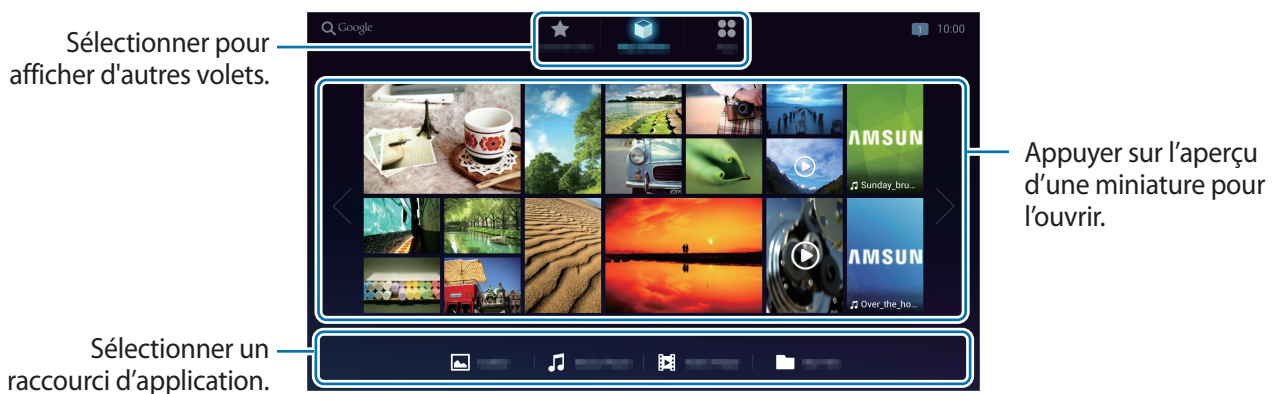 Google
1
10:00
Sélectionner pour
afficher d'autres volets.
Appuyer sur l’aperçu
d’une miniature pour
l’ouvrir.
AMSUN
Sunday_bru...
AMSUN
Over_the_ho...
Sélectionner un
raccourci d’application.